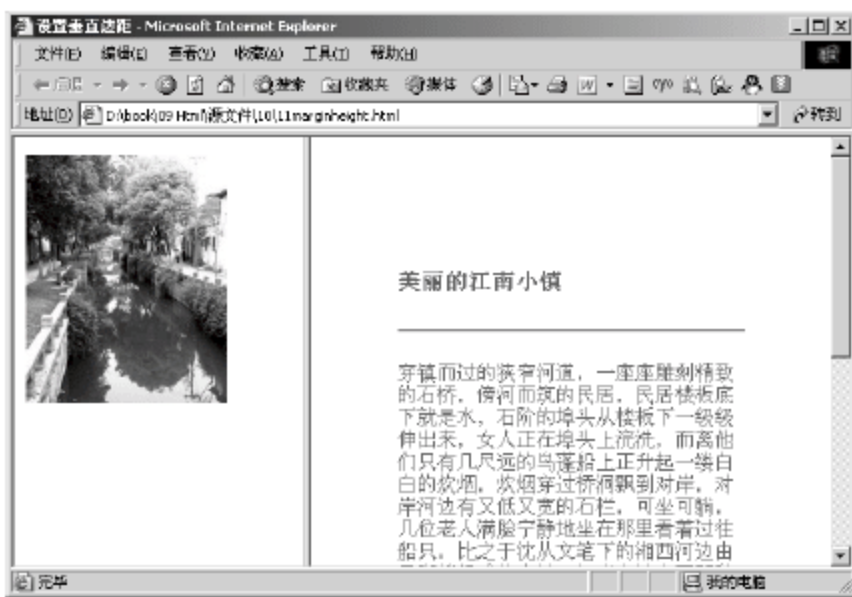 设置垂直边距 - Microsoft Internet Explorer
文件(F) 编辑(E) 查看(V) 收藏(A) 工具(T) 帮助(H)
后退 搜索 收藏夹 媒体
地址(D) D:\book\09 Html\源文件\10\11marginheight.html 转到
美丽的江南小镇
穿镇而过的狭窄河道，一座座雕刻精致
的石桥，傍河而筑的民居，民居楼板底
下就是水，石阶的埠头从楼板下一级级
伸出来，女人正在埠头上浣洗，而离他
们只有几尺远的乌篷船上正升起一缕白
白的炊烟，炊烟穿过桥洞飘到对岸，对
岸河边有又低又宽的石栏，可坐可躺，
几位老人满脸宁静地坐在那里看着过往
船只。比之于沈从文笔下的湘西河边由
完毕 我的电脑